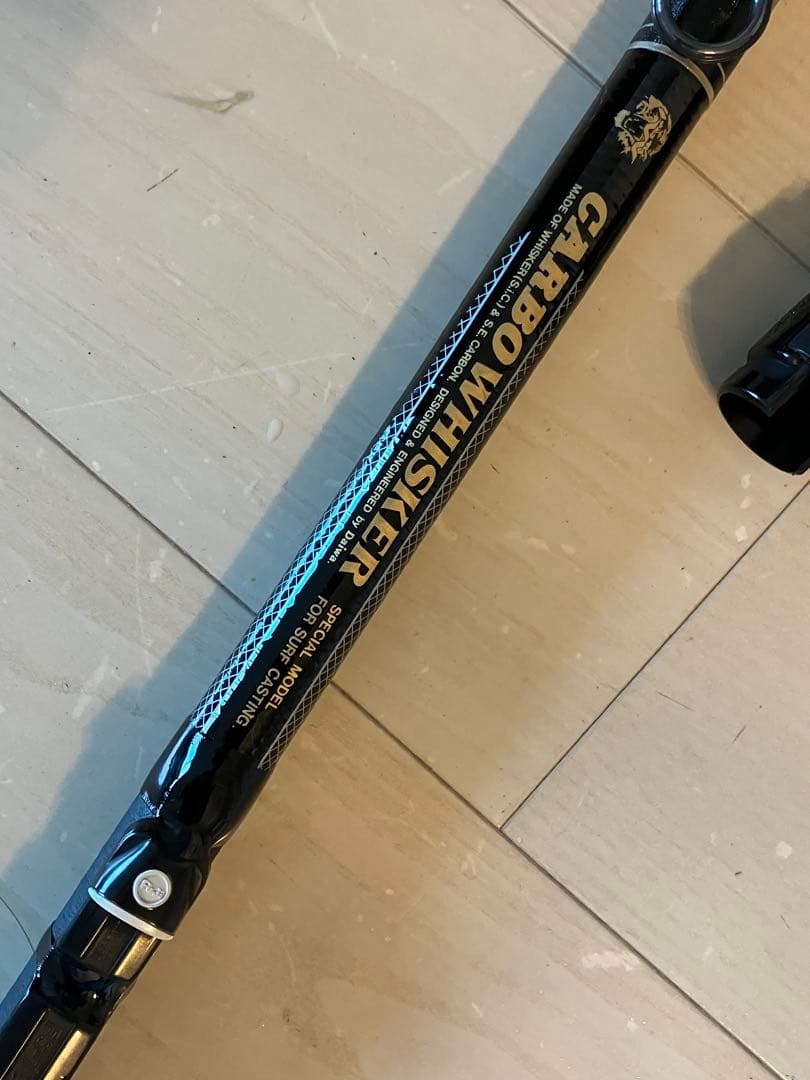 CARBO WHISKER
MADE OF WHISKER(S.i.C.) & S.E. CARBON. DESIGNED & ENGINEERED by Daiwa.
SPECIAL MODEL
FOR SURF CASTING.